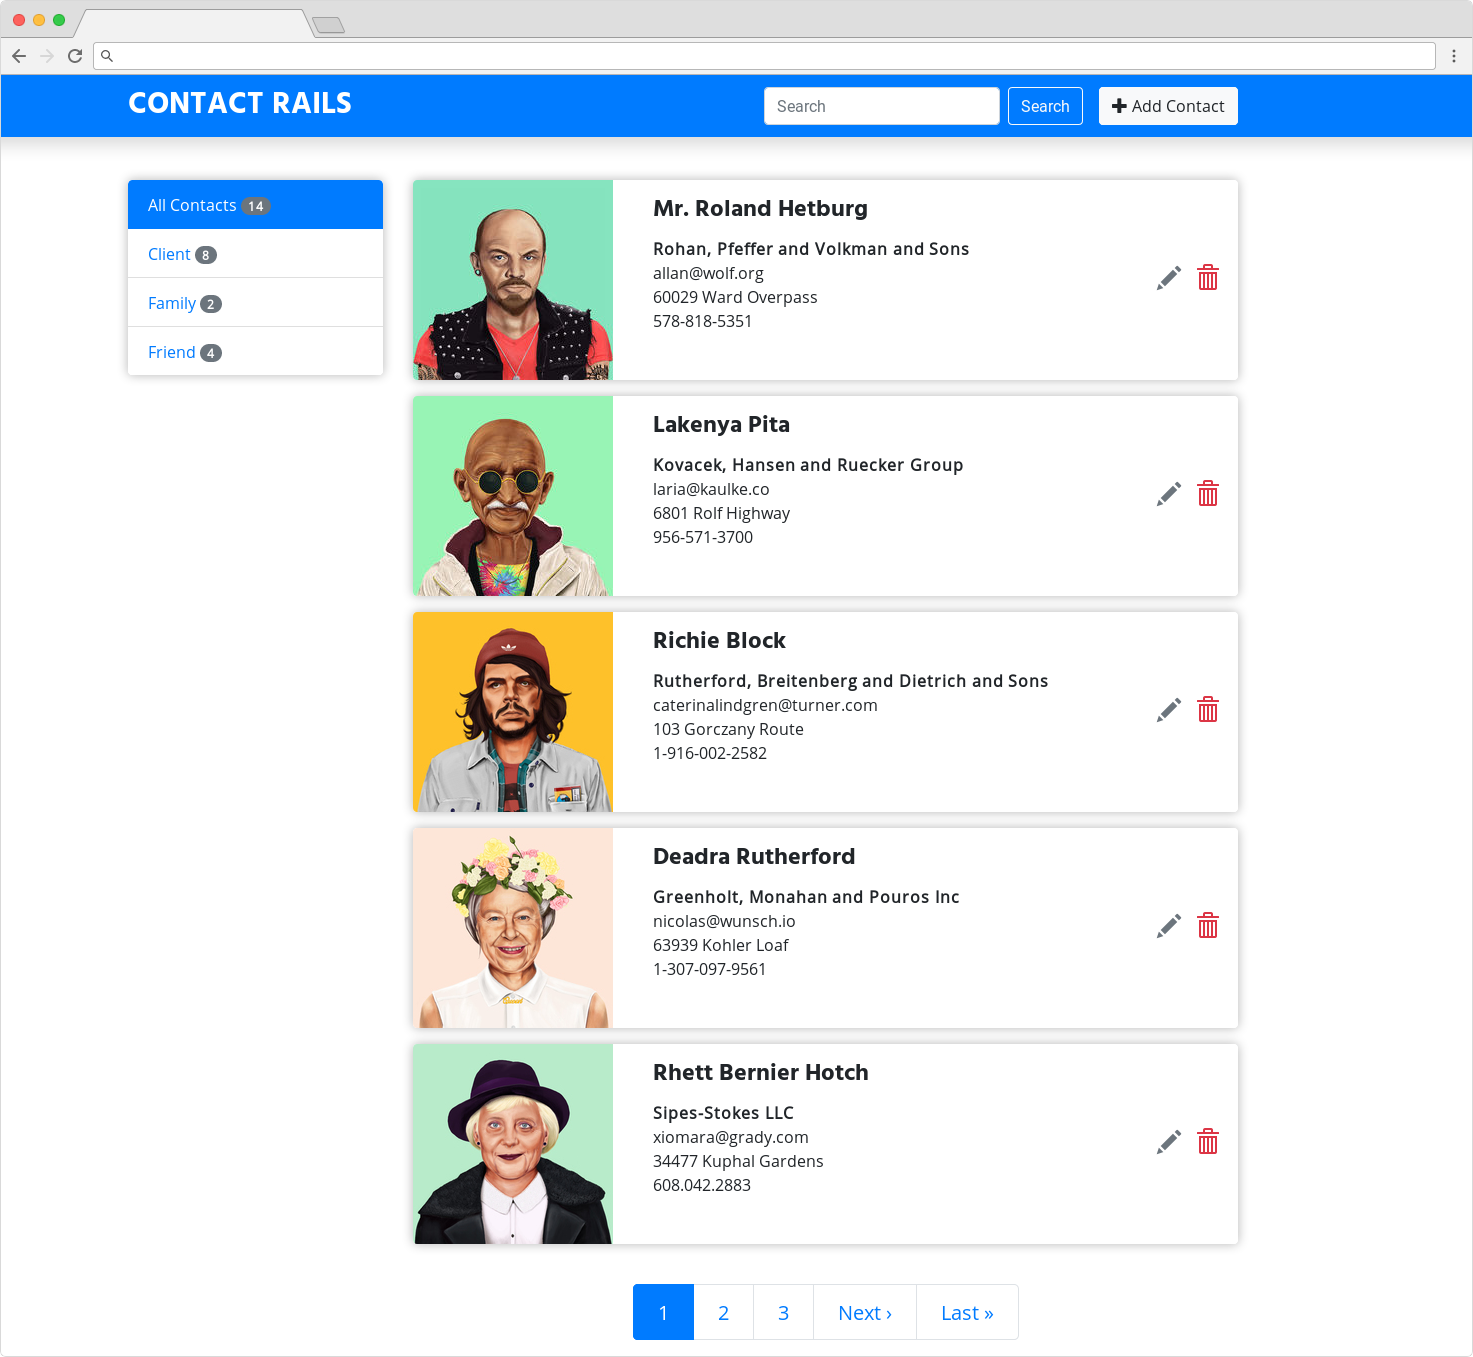 CONTACT RAILS
Search
Search
Add Contact
All Contacts 14
Client 8
Family 2
Friend 4
Mr. Roland Hetburg
Rohan, Pfeffer and Volkman and Sons
allan@wolf.org
60029 Ward Overpass
578-818-5351
Lakenya Pita
Kovacek, Hansen and Ruecker Group
laria@kaulke.co
6801 Rolf Highway
956-571-3700
Richie Block
Rutherford, Breitenberg and Dietrich and Sons
caterinalindgren@turner.com
103 Gorczany Route
1-916-002-2582
Deadra Rutherford
Greenholt, Monahan and Pouros Inc
nicolas@wunsch.io
63939 Kohler Loaf
1-307-097-9561
Rhett Bernier Hotch
Sipes-Stokes LLC
xiomara@grady.com
34477 Kuphal Gardens
608.042.2883
1 2 3 Next › Last »